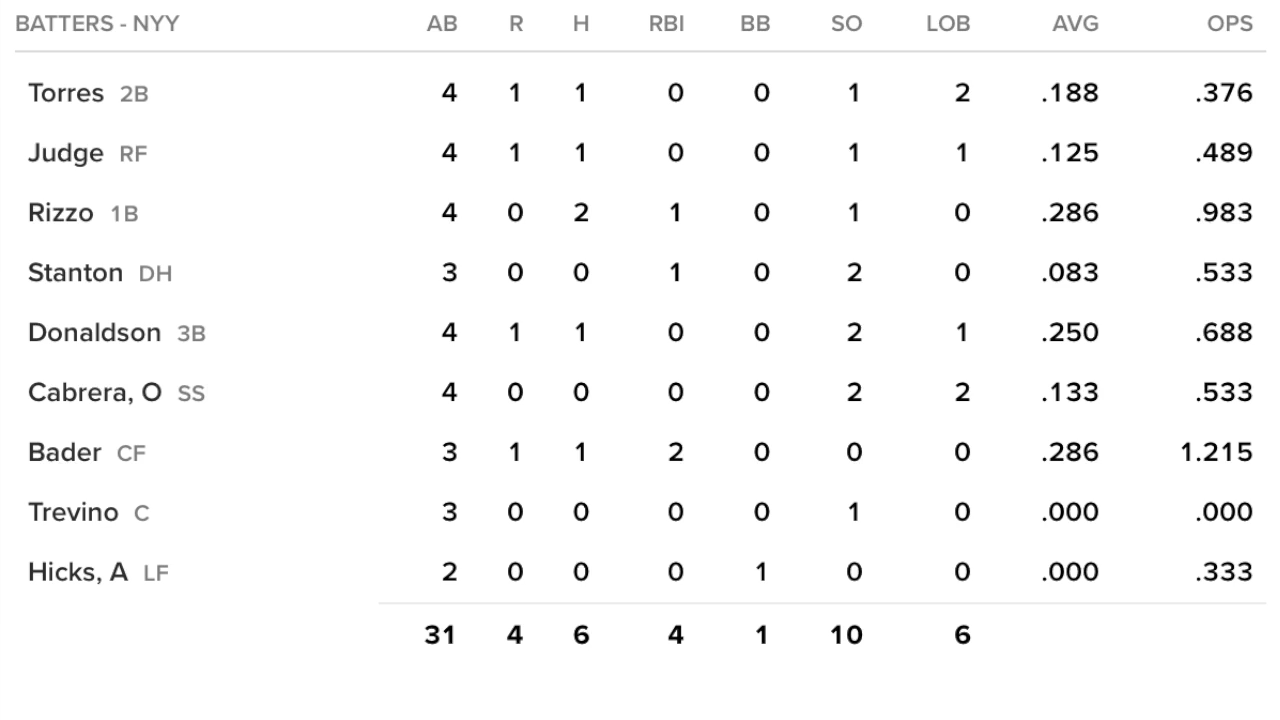 BATTERS - NYY AB R H RBI BB SO LOB AVG OPS
Torres 2B 4 1 1 0 0 1 2 .188 .376
Judge RF 4 1 1 0 0 1 1 .125 .489
Rizzo 1B 4 0 2 1 0 1 0 .286 .983
Stanton DH 3 0 0 1 0 2 0 .083 .533
Donaldson 3B 4 1 1 0 0 2 1 .250 .688
Cabrera, O SS 4 0 0 0 0 2 2 .133 .533
Bader CF 3 1 1 2 0 0 0 .286 1.215
Trevino C 3 0 0 0 0 1 0 .000 .000
Hicks, A LF 2 0 0 0 1 0 0 .000 .333
31 4 6 4 1 10 6